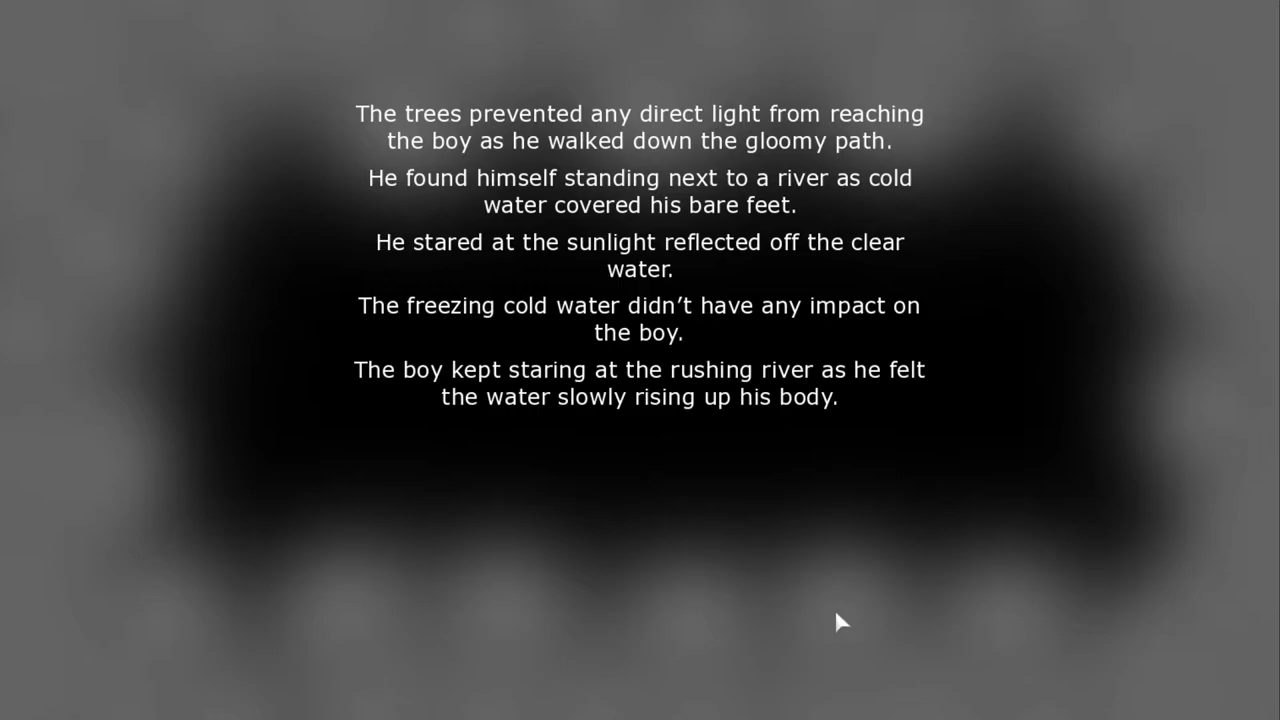 The trees prevented any direct light from reaching
the boy as he walked down the gloomy path.
He found himself standing next to a river as cold
water covered his bare feet.
He stared at the sunlight reflected off the clear
water.
The freezing cold water didn’t have any impact on
the boy.
The boy kept staring at the rushing river as he felt
the water slowly rising up his body.